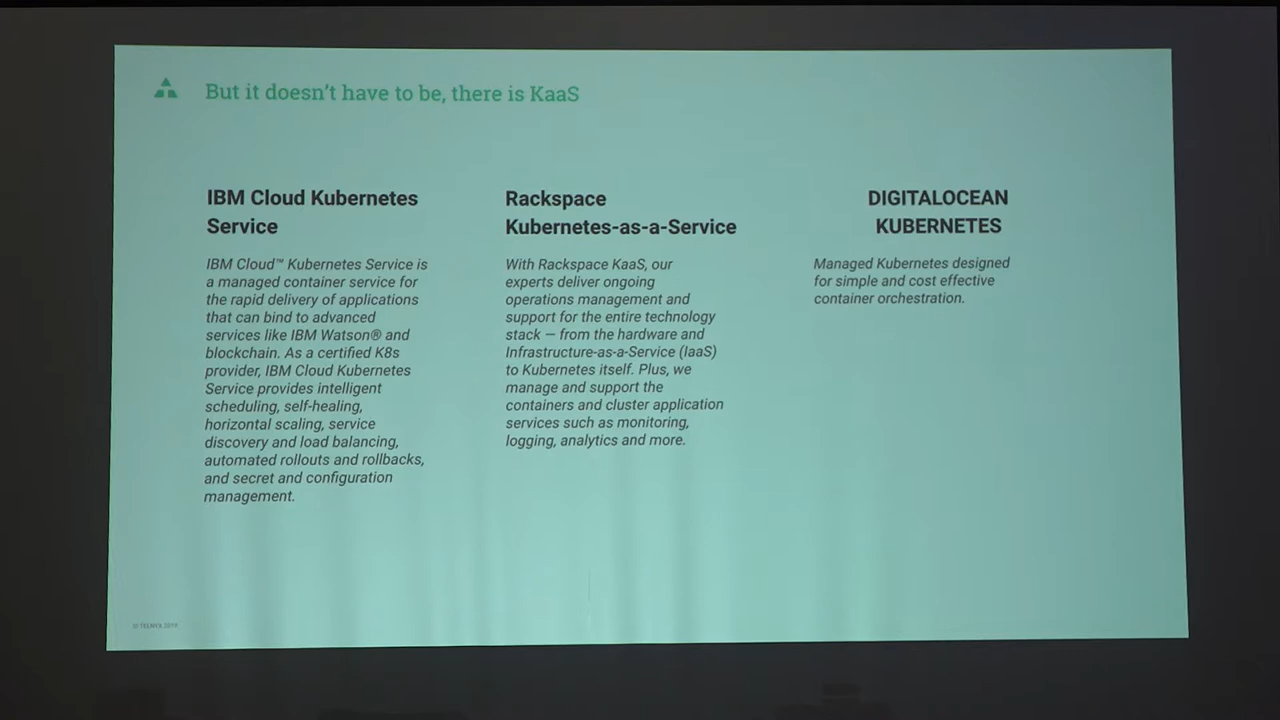 But it doesn't have to be, there is KaaS
IBM Cloud Kubernetes
Service
IBM Cloud™ Kubernetes Service is
a managed container service for
the rapid delivery of applications
that can bind to advanced
services like IBM Watson® and
blockchain. As a certified K8s
provider, IBM Cloud Kubernetes
Service provides intelligent
scheduling, self-healing,
horizontal scaling, service
discovery and load balancing,
automated rollouts and rollbacks,
and secret and configuration
management.
Rackspace
Kubernetes-as-a-Service
With Rackspace KaaS, our
experts deliver ongoing
operations management and
support for the entire technology
stack — from the hardware and
Infrastructure-as-a-Service (IaaS)
to Kubernetes itself. Plus, we
manage and support the
containers and cluster application
services such as monitoring,
logging, analytics and more.
DIGITALOCEAN
KUBERNETES
Managed Kubernetes designed
for simple and cost effective
container orchestration.
© TELNYX 2019